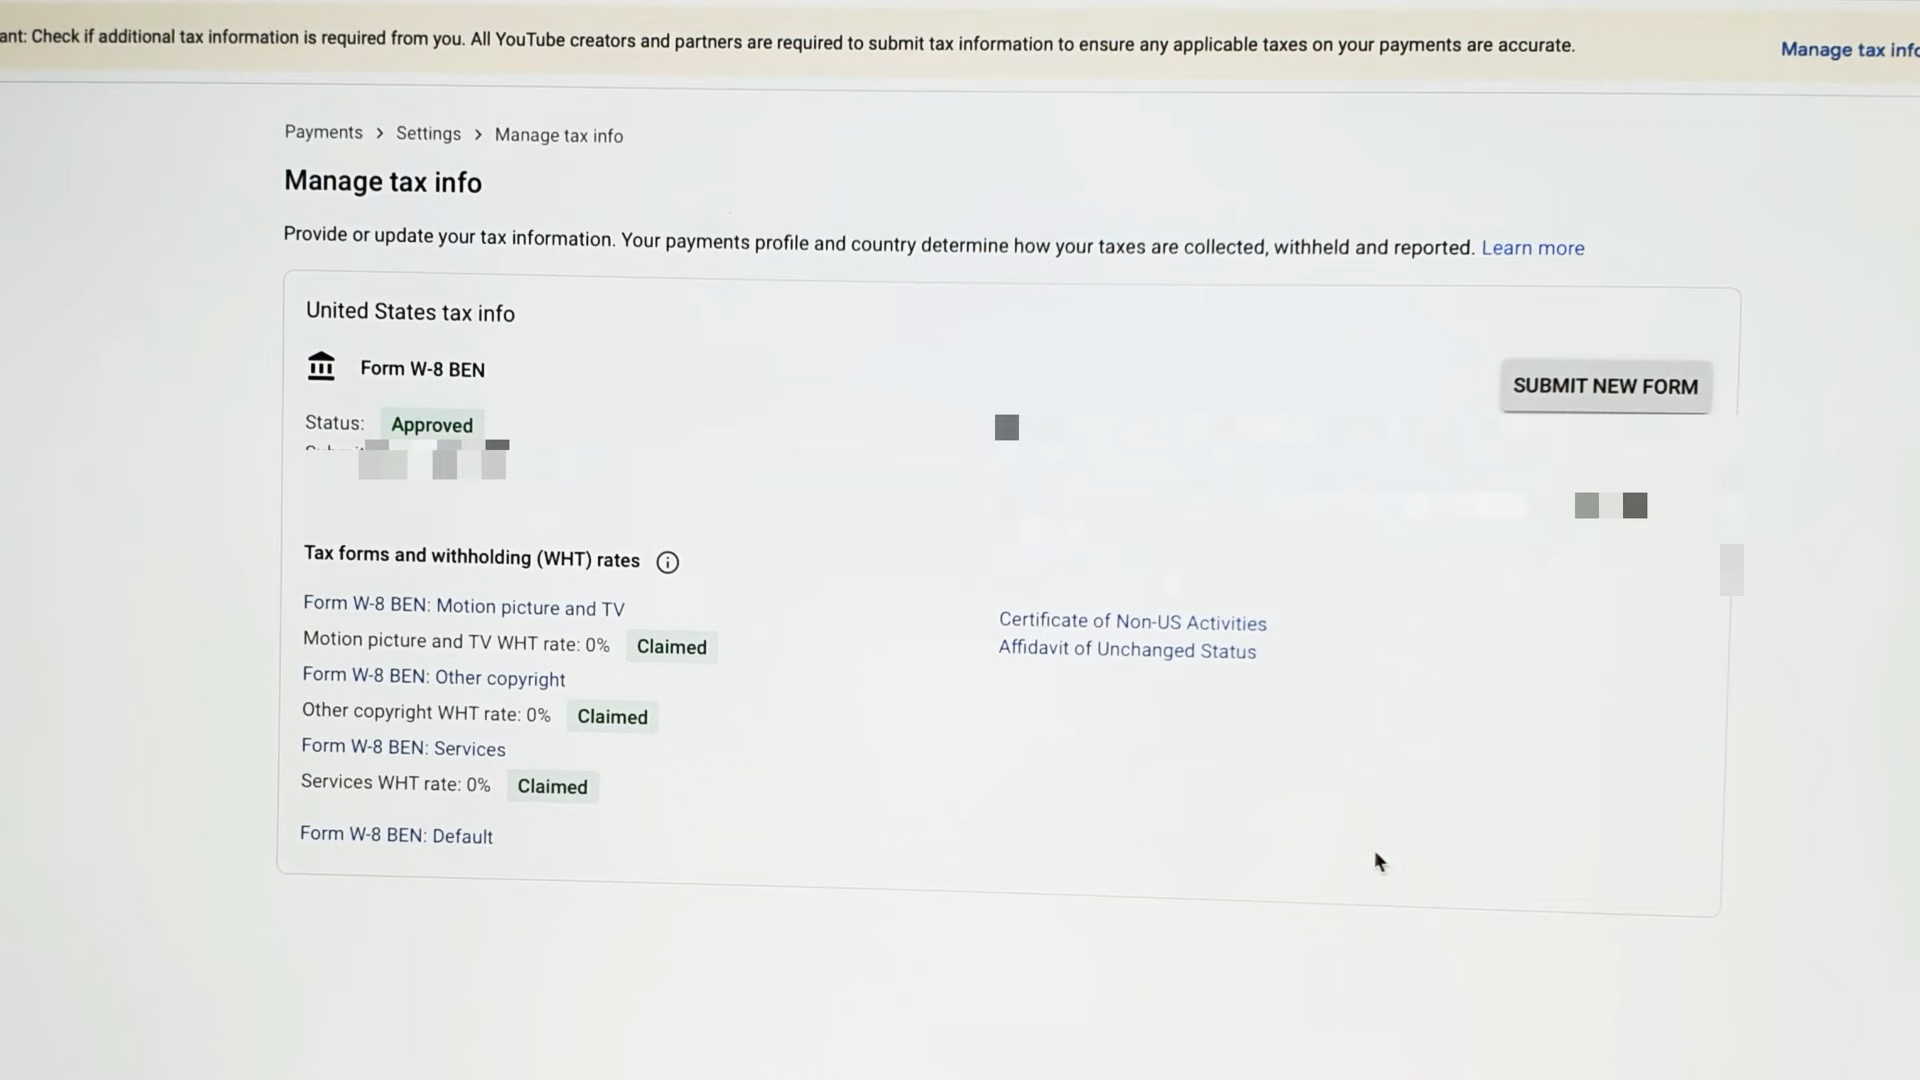 Check if additional tax information is required from you. All YouTube creators and partners are required to submit tax information to ensure any applicable taxes on your payments are accurate.
Manage tax
Payments > Settings > Manage tax info
Manage tax info
Provide or update your tax information. Your payments profile and country determine how your taxes are collected, withheld and reported. Learn more
United States tax info
Form W-8 BEN
SUBMIT NEW FORM
Status: Approved
Tax forms and withholding (WHT) rates
Form W-8 BEN: Motion picture and TV
Motion picture and TV WHT rate: 0% Claimed
Form W-8 BEN: Other copyright
Other copyright WHT rate: 0% Claimed
Form W-8 BEN: Services
Services WHT rate: 0% Claimed
Form W-8 BEN: Default
Certificate of Non-US Activities
Affidavit of Unchanged Status